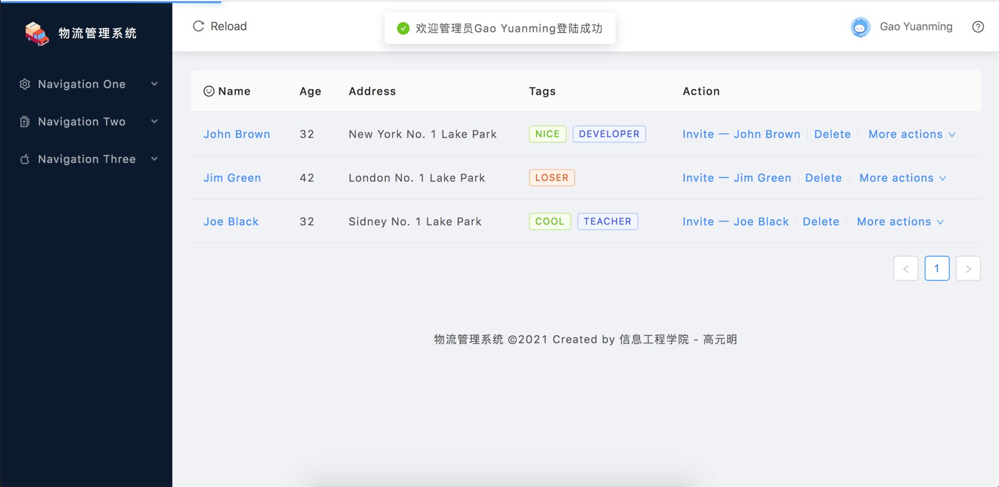 物流管理系统
Reload
欢迎管理员Gao Yuanming登陆成功
Gao Yuanming
Navigation One
Navigation Two
Navigation Three
Name Age Address Tags Action
John Brown 32 New York No. 1 Lake Park NICE DEVELOPER Invite 一 John Brown Delete More actions
Jim Green 42 London No. 1 Lake Park LOSER Invite 一 Jim Green Delete More actions
Joe Black 32 Sidney No. 1 Lake Park COOL TEACHER Invite 一 Joe Black Delete More actions
< 1 >
物流管理系统 ©2021 Created by 信息工程学院 - 高元明